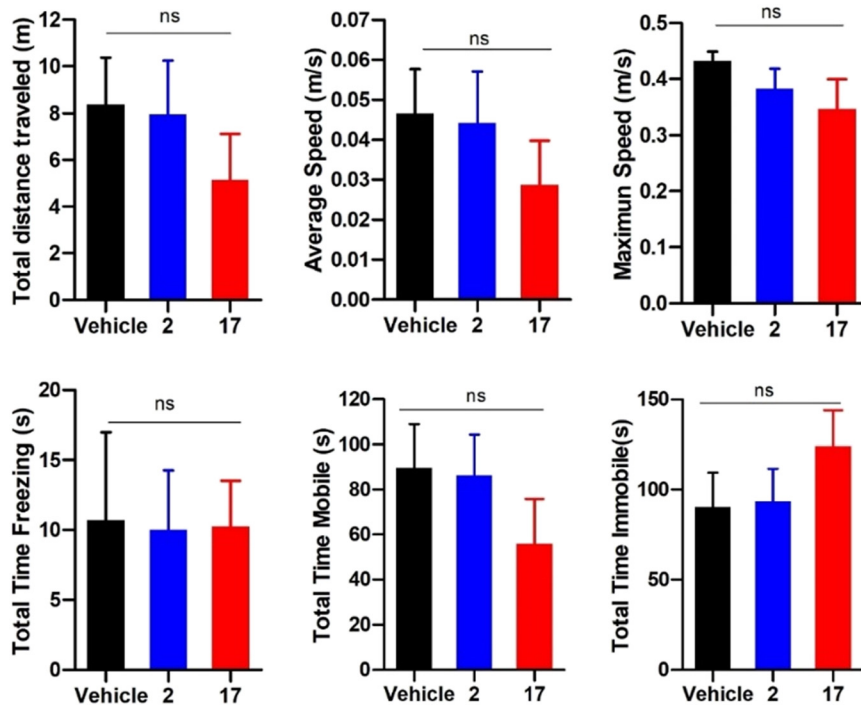 Total distance traveled (m)
12
10
8
6
4
2
0
ns
Vehicle 2 17
Average Speed (m/s)
0.07
0.06
0.05
0.04
0.03
0.02
0.01
0.00
ns
Vehicle 2 17
Maximun Speed (m/s)
0.5
0.4
0.3
0.2
0.1
0.0
ns
Vehicle 2 17
Total Time Freezing (s)
20
15
10
5
0
ns
Vehicle 2 17
Total Time Mobile (s)
120
100
80
60
40
20
0
ns
Vehicle 2 17
Total Time Immobile(s)
150
100
50
0
ns
Vehicle 2 17